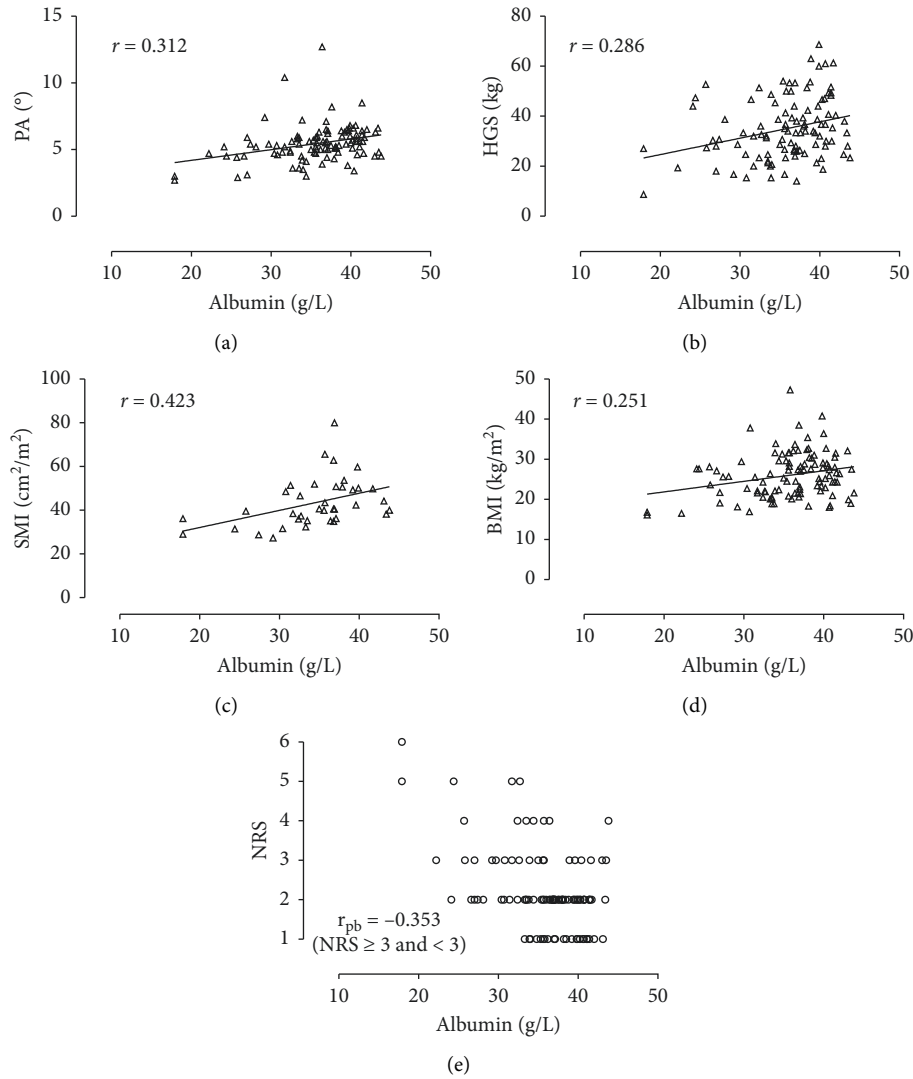 15
10
5
0
PA (°)
r = 0.312
10 20 30 40 50
Albumin (g/L)
(a)
80
60
40
20
0
HGS (kg)
r = 0.286
10 20 30 40 50
Albumin (g/L)
(b)
100
80
60
40
20
0
SMI (cm²/m²)
r = 0.423
10 20 30 40 50
Albumin (g/L)
(c)
50
40
30
20
10
0
BMI (kg/m²)
r = 0.251
10 20 30 40 50
Albumin (g/L)
(d)
6
5
4
3
2
1
NRS
r_pb = –0.353
(NRS ≥ 3 and < 3)
10 20 30 40 50
Albumin (g/L)
(e)